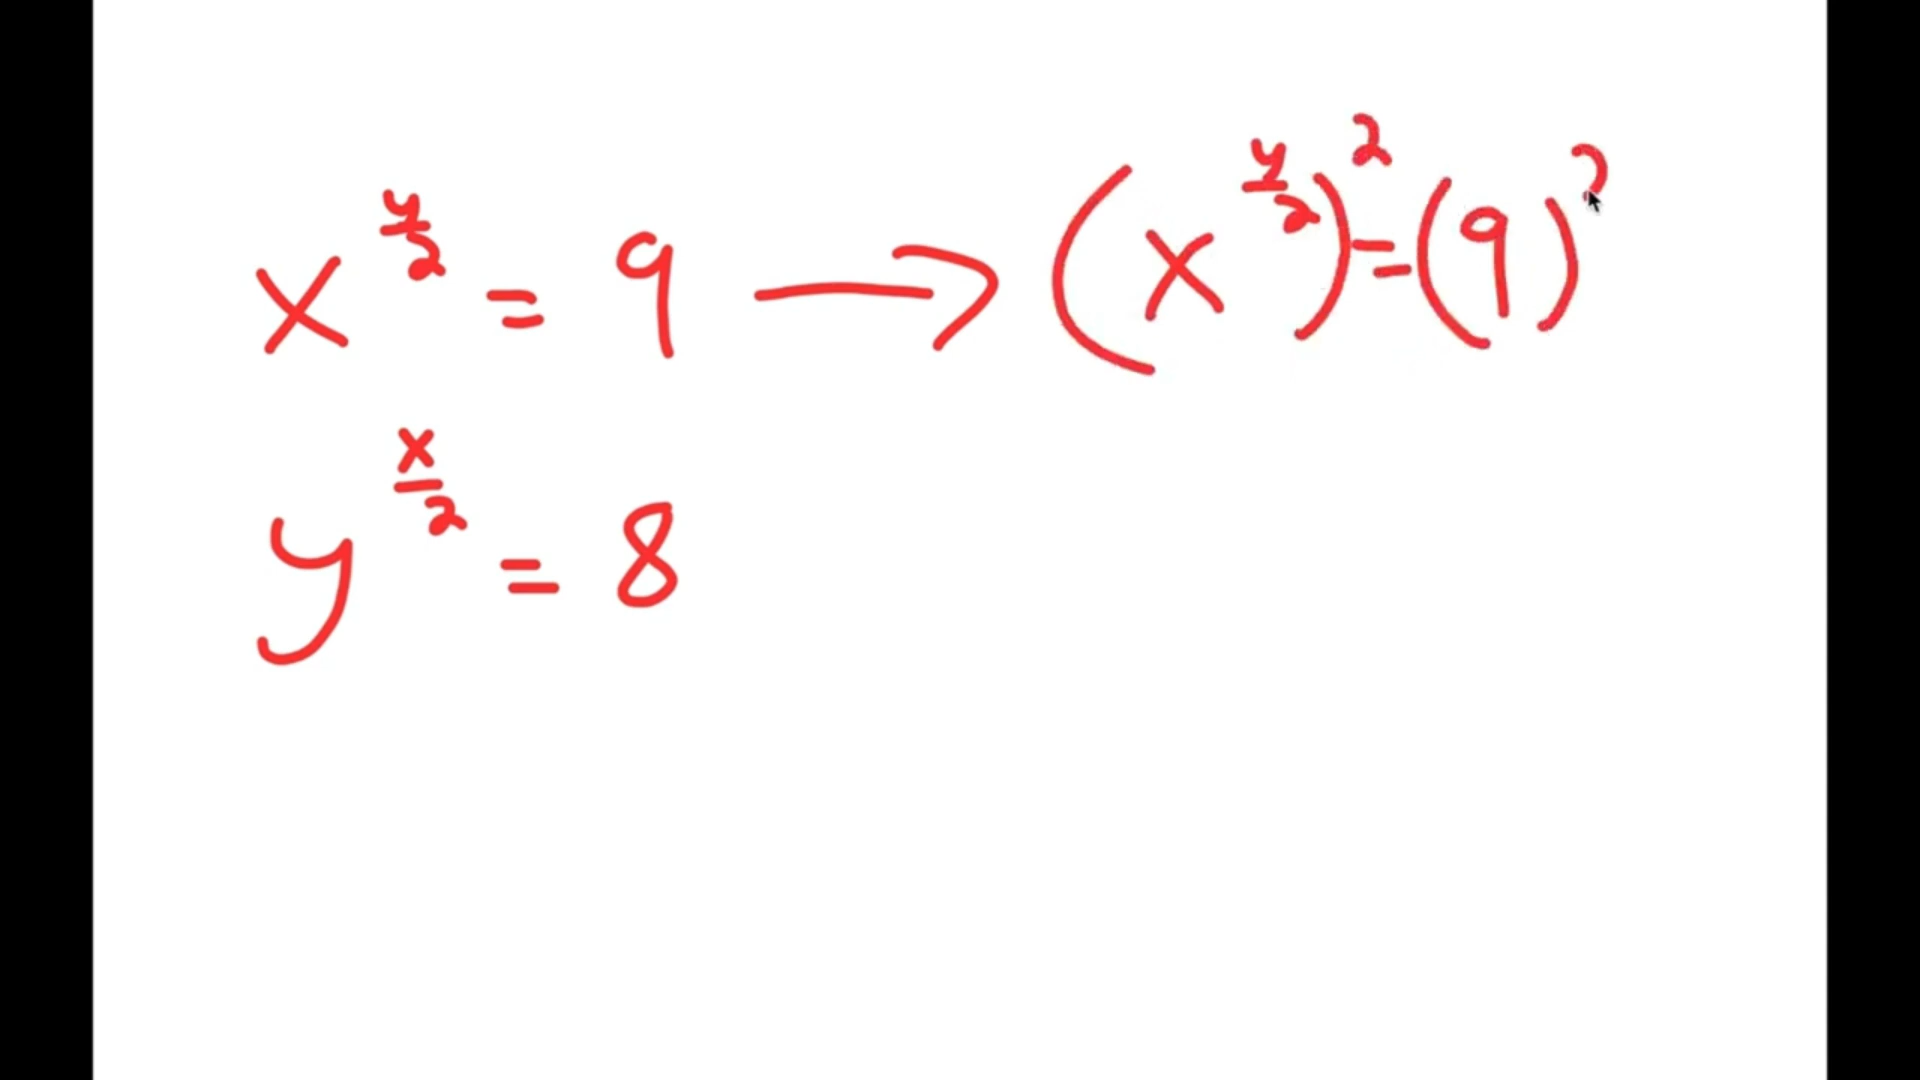 x^(y/2) = 9 → (x^(y/2))^2 = (9)^2
y^(x/2) = 8